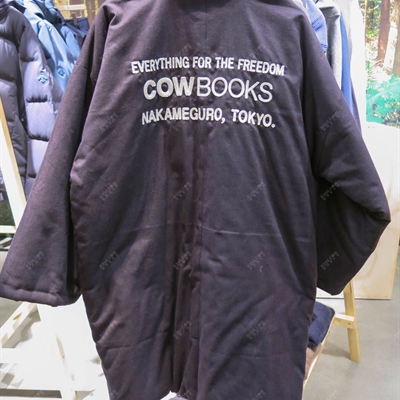 EVERYTHING FOR THE FREEDOM
COWBOOKS
NAKAMEGURO, TOKYO.